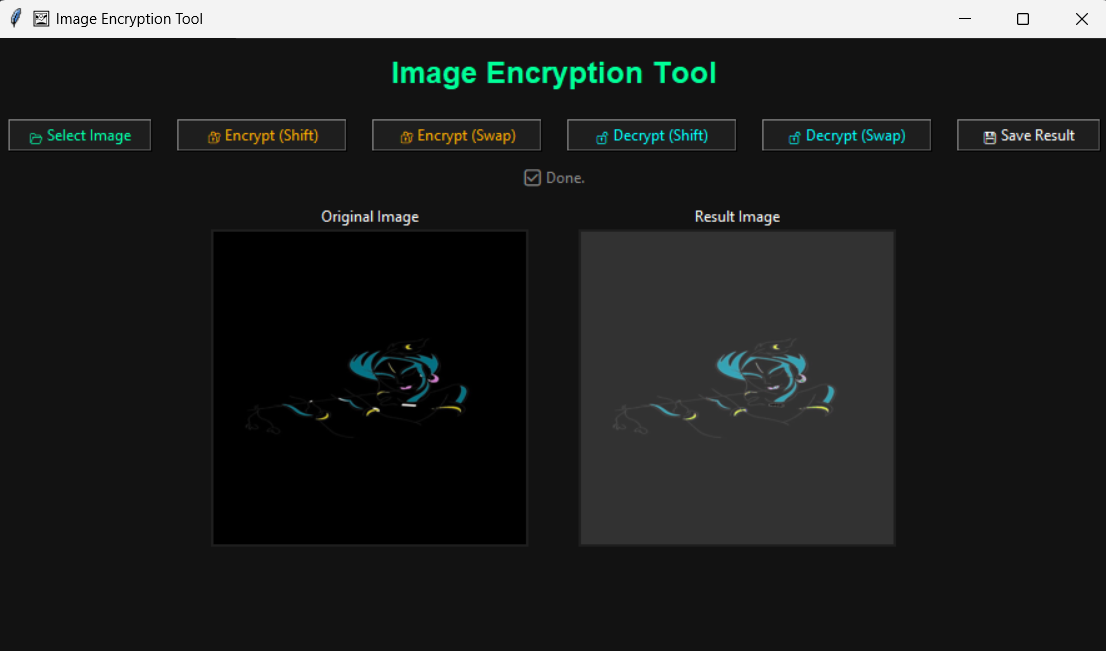 Image Encryption Tool
Image Encryption Tool
Select Image Encrypt (Shift) Encrypt (Swap) Decrypt (Shift) Decrypt (Swap) Save Result
Done.
Original Image Result Image